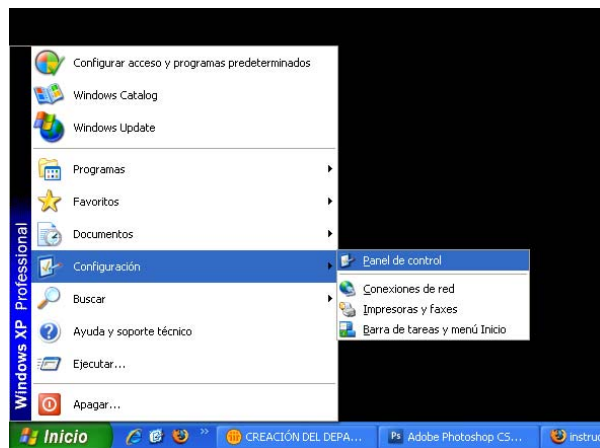 Configurar acceso y programas predeterminados
Windows Catalog
Windows Update
Programas
Favoritos
Documentos
Configuración
Buscar
Ayuda y soporte técnico
Ejecutar...
Apagar...
Windows XP Professional
Panel de control
Conexiones de red
Impresoras y faxes
Barra de tareas y menú Inicio
Inicio
»
CREACIÓN DEL DEPA...
Ps Adobe Photoshop CS...
instruc